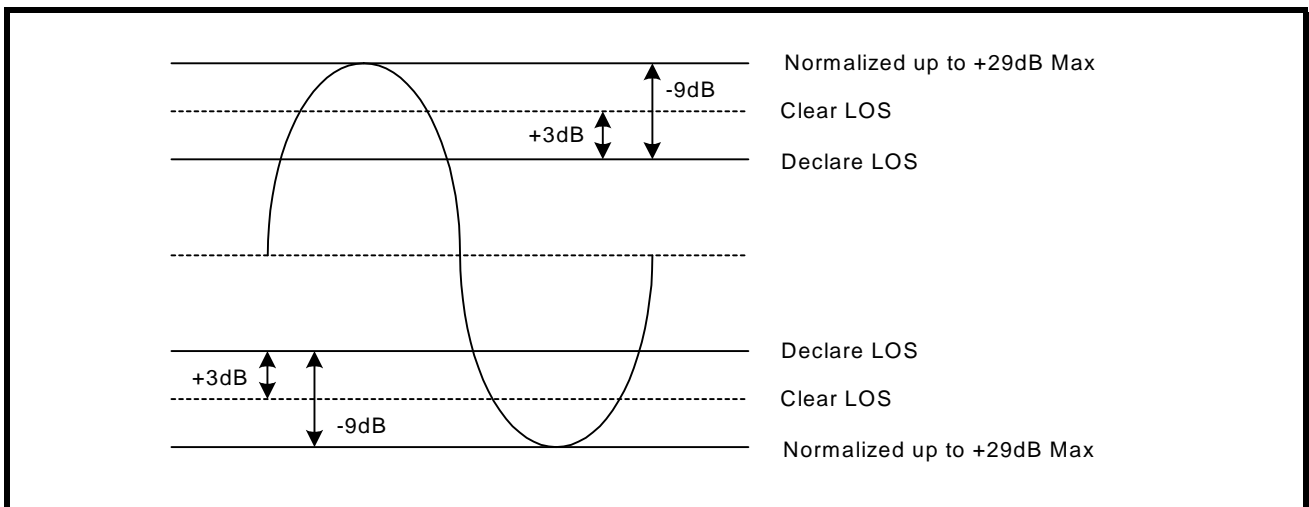 Normalized up to +29dB Max
-9dB
Clear LOS
+3dB
Declare LOS
Declare LOS
+3dB
Clear LOS
-9dB
Normalized up to +29dB Max